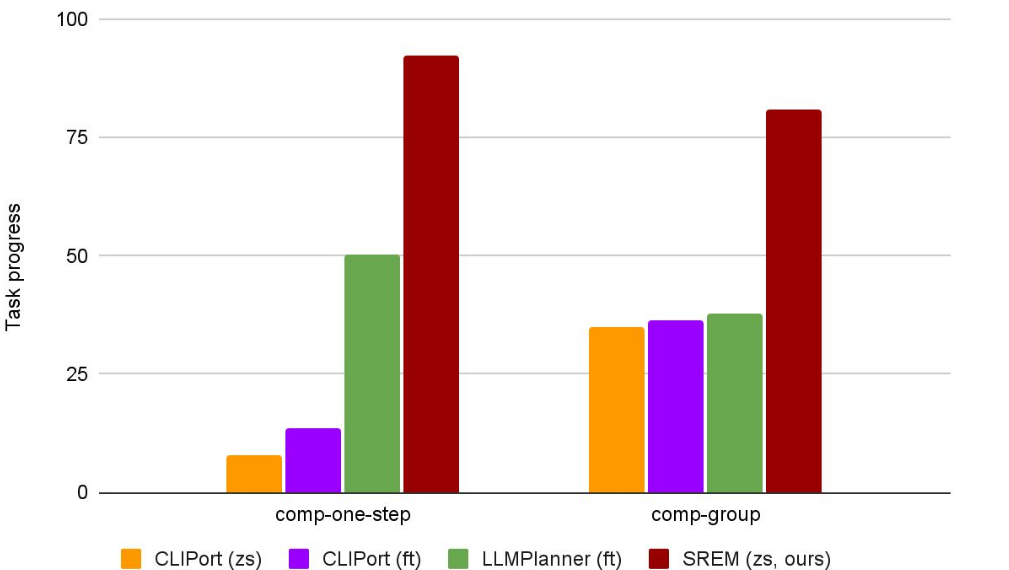 100
75
50
25
0
Task progress
comp-one-step
comp-group
CLIPort (zs)
CLIPort (ft)
LLMPlanner (ft)
SREM (zs, ours)